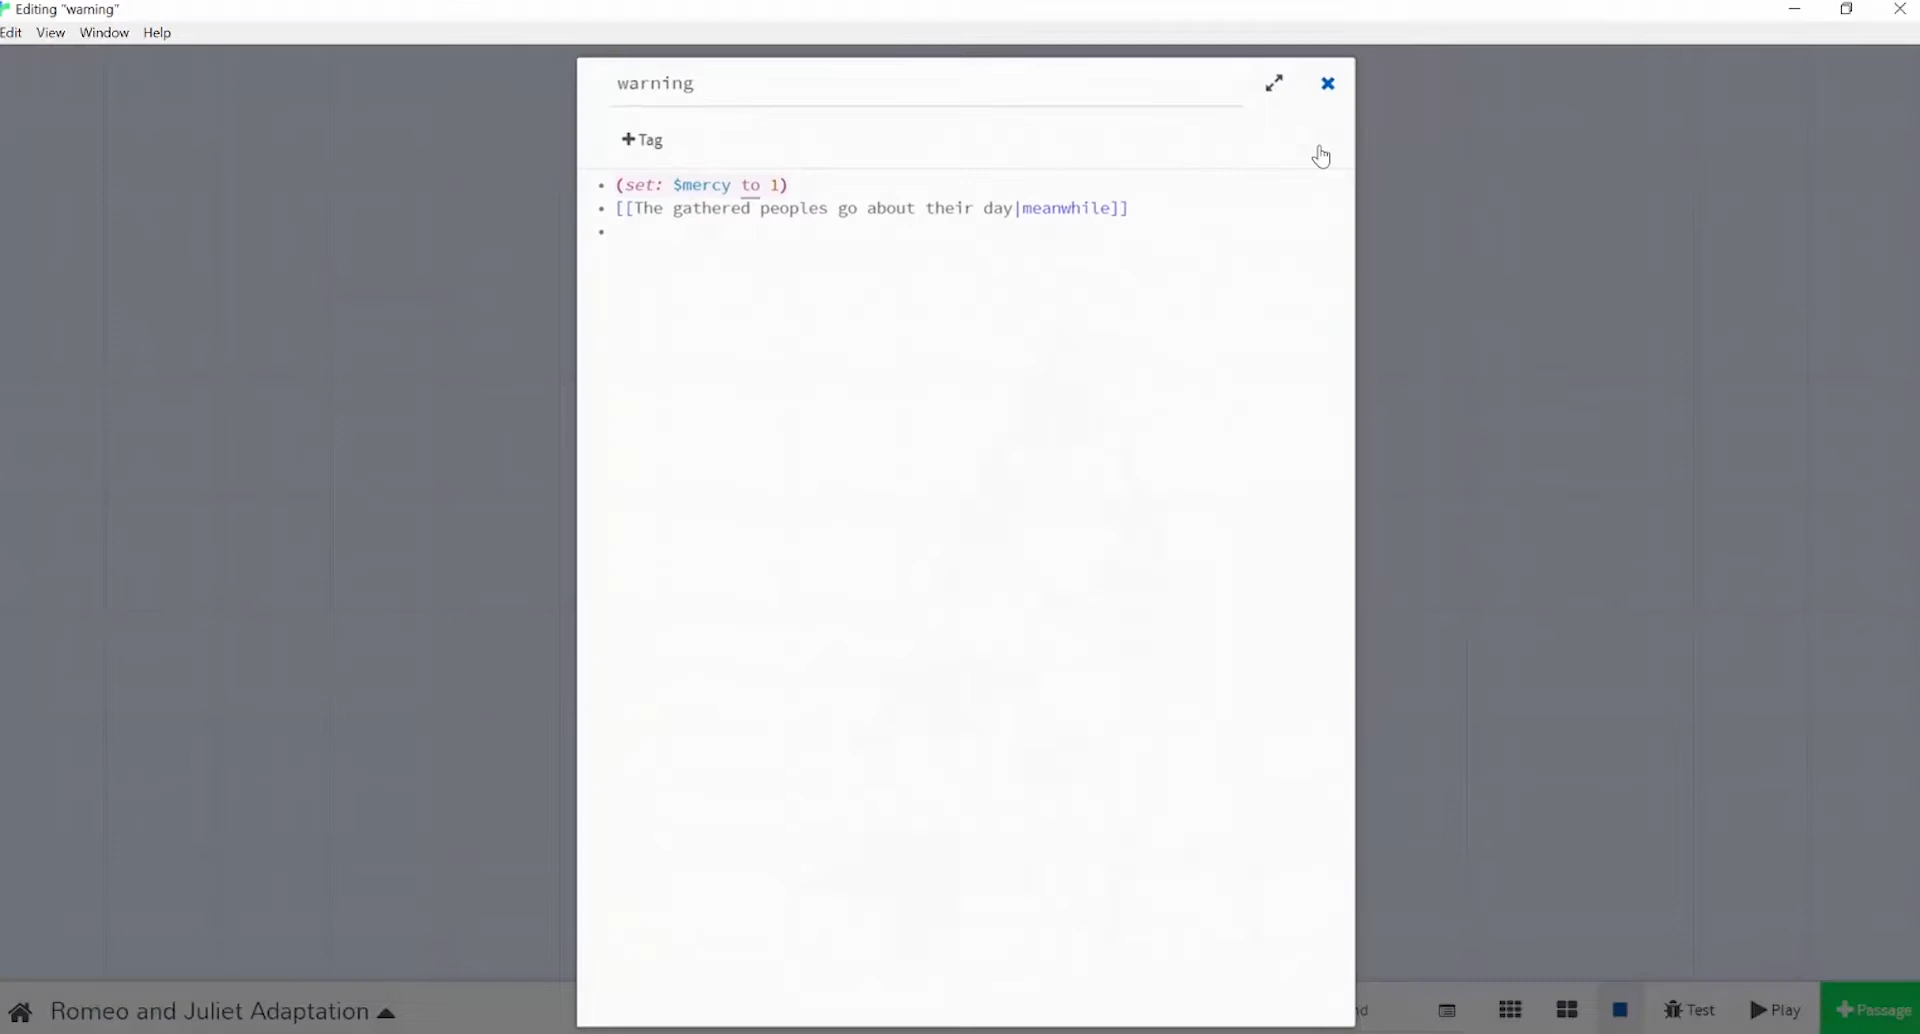 Editing "warning"
Edit View Window Help
warning
+Tag
(set: $mercy to 1)
[[The gathered peoples go about their day|meanwhile]]
Romeo and Juliet Adaptation
Test Play +Passage